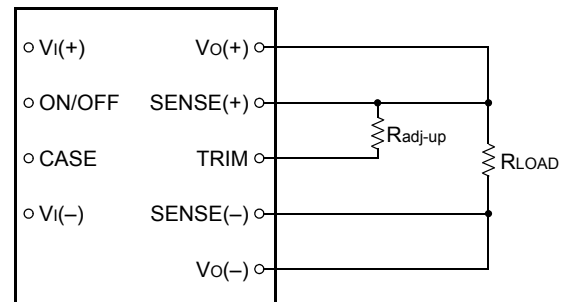 VI(+)
VO(+)
ON/OFF
SENSE(+)
Radj-up
CASE
TRIM
RLOAD
VI(–)
SENSE(–)
VO(–)